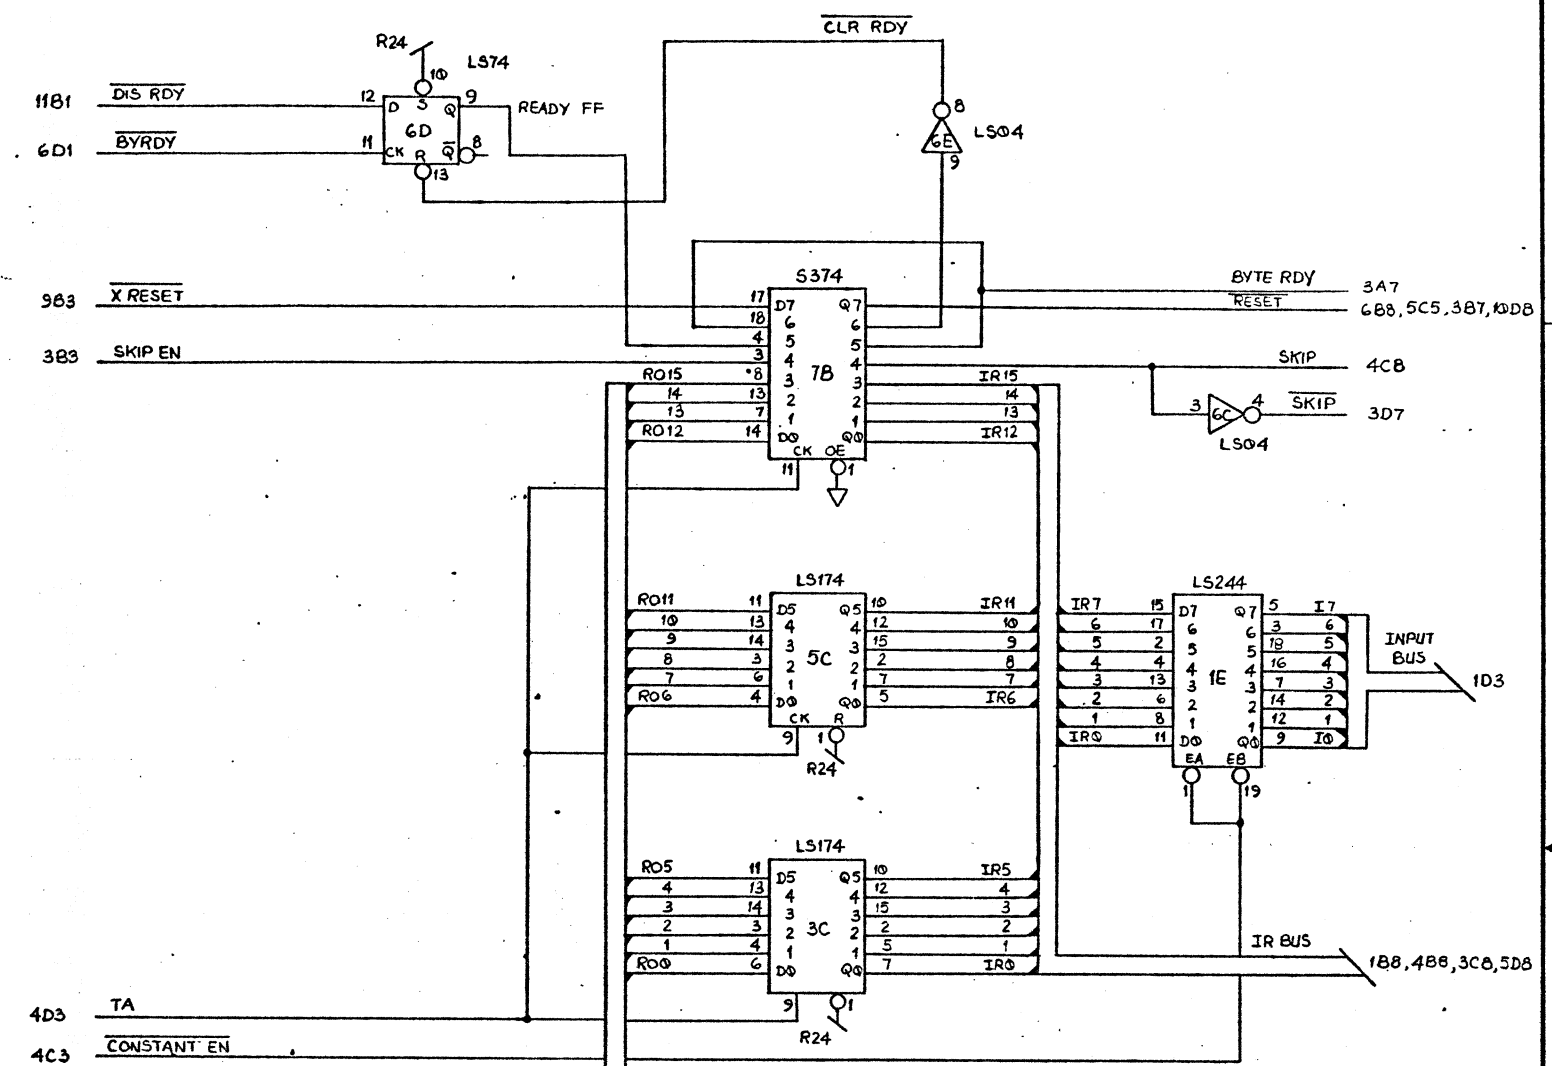 CLR RDY
R24
LS74
10
11B1 DIS RDY 12 D S Q 9 READY FF
6D
6D1 BYRDY 11 CK R Q 8
13
8
6E LS04
9
S374
BYTE RDY 3A7
9B3 X RESET 17 D7 Q7 RESET 6B8, 5C5, 3B7, 10D8
18 6 6
4 5 5
3B3 SKIP EN 3 4 4 SKIP 4C8
7B
RO15 8 3 3 IR15
14 13 2 2 14
13 7 1 1 13
RO12 14 D0 Q0 IR12
3 6C 4 SKIP 3D7
LS04
CK OE
11 1
LS174
RO11 11 D5 Q5 10 IR11
10 13 4 4 12 10
9 14 3 3 15 9
5C
8 3 2 2 2 8
7 6 1 1 7 7
RO6 4 D0 Q0 5 IR6
CK R
9 1
R24
LS244
IR7 15 D7 Q7 5 I7
6 17 6 6 3 6
5 2 5 5 18 5
4 4 4 4 16 4
1E
3 13 3 3 7 3
2 6 2 2 14 2
1 8 1 1 12 1
IR0 11 D0 Q0 9 I0
EA EB
1 19
INPUT
BUS
1D3
LS174
RO5 11 D5 Q5 10 IR5
4 13 4 4 12 4
3 14 3 3 15 3
3C
2 3 2 2 2 2
1 4 1 1 5 1
RO0 6 D0 Q0 7 IR0
9 1
R24
IR BUS
1B8, 4B8, 3C8, 5D8
4D3 TA
4C3 CONSTANT EN